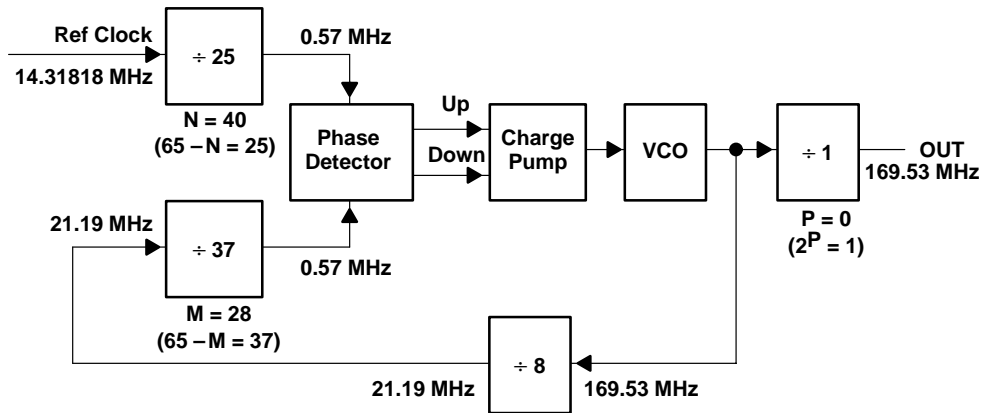 Ref Clock
14.31818 MHz
÷ 25
N = 40
(65 – N = 25)
0.57 MHz
Phase
Detector
Up
Down
Charge
Pump
VCO
÷ 1
P = 0
(2^P = 1)
OUT
169.53 MHz
21.19 MHz
÷ 37
M = 28
(65 – M = 37)
0.57 MHz
÷ 8
21.19 MHz
169.53 MHz